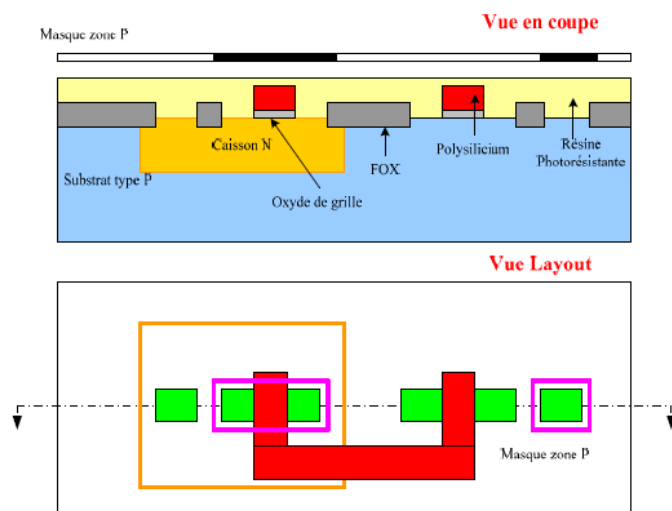 Vue en coupe
Masque zone P
Caisson N
Substrat type P
Oxyde de grille
FOX
Polysilicium
Résine
Photorésistante
Vue Layout
Masque zone P